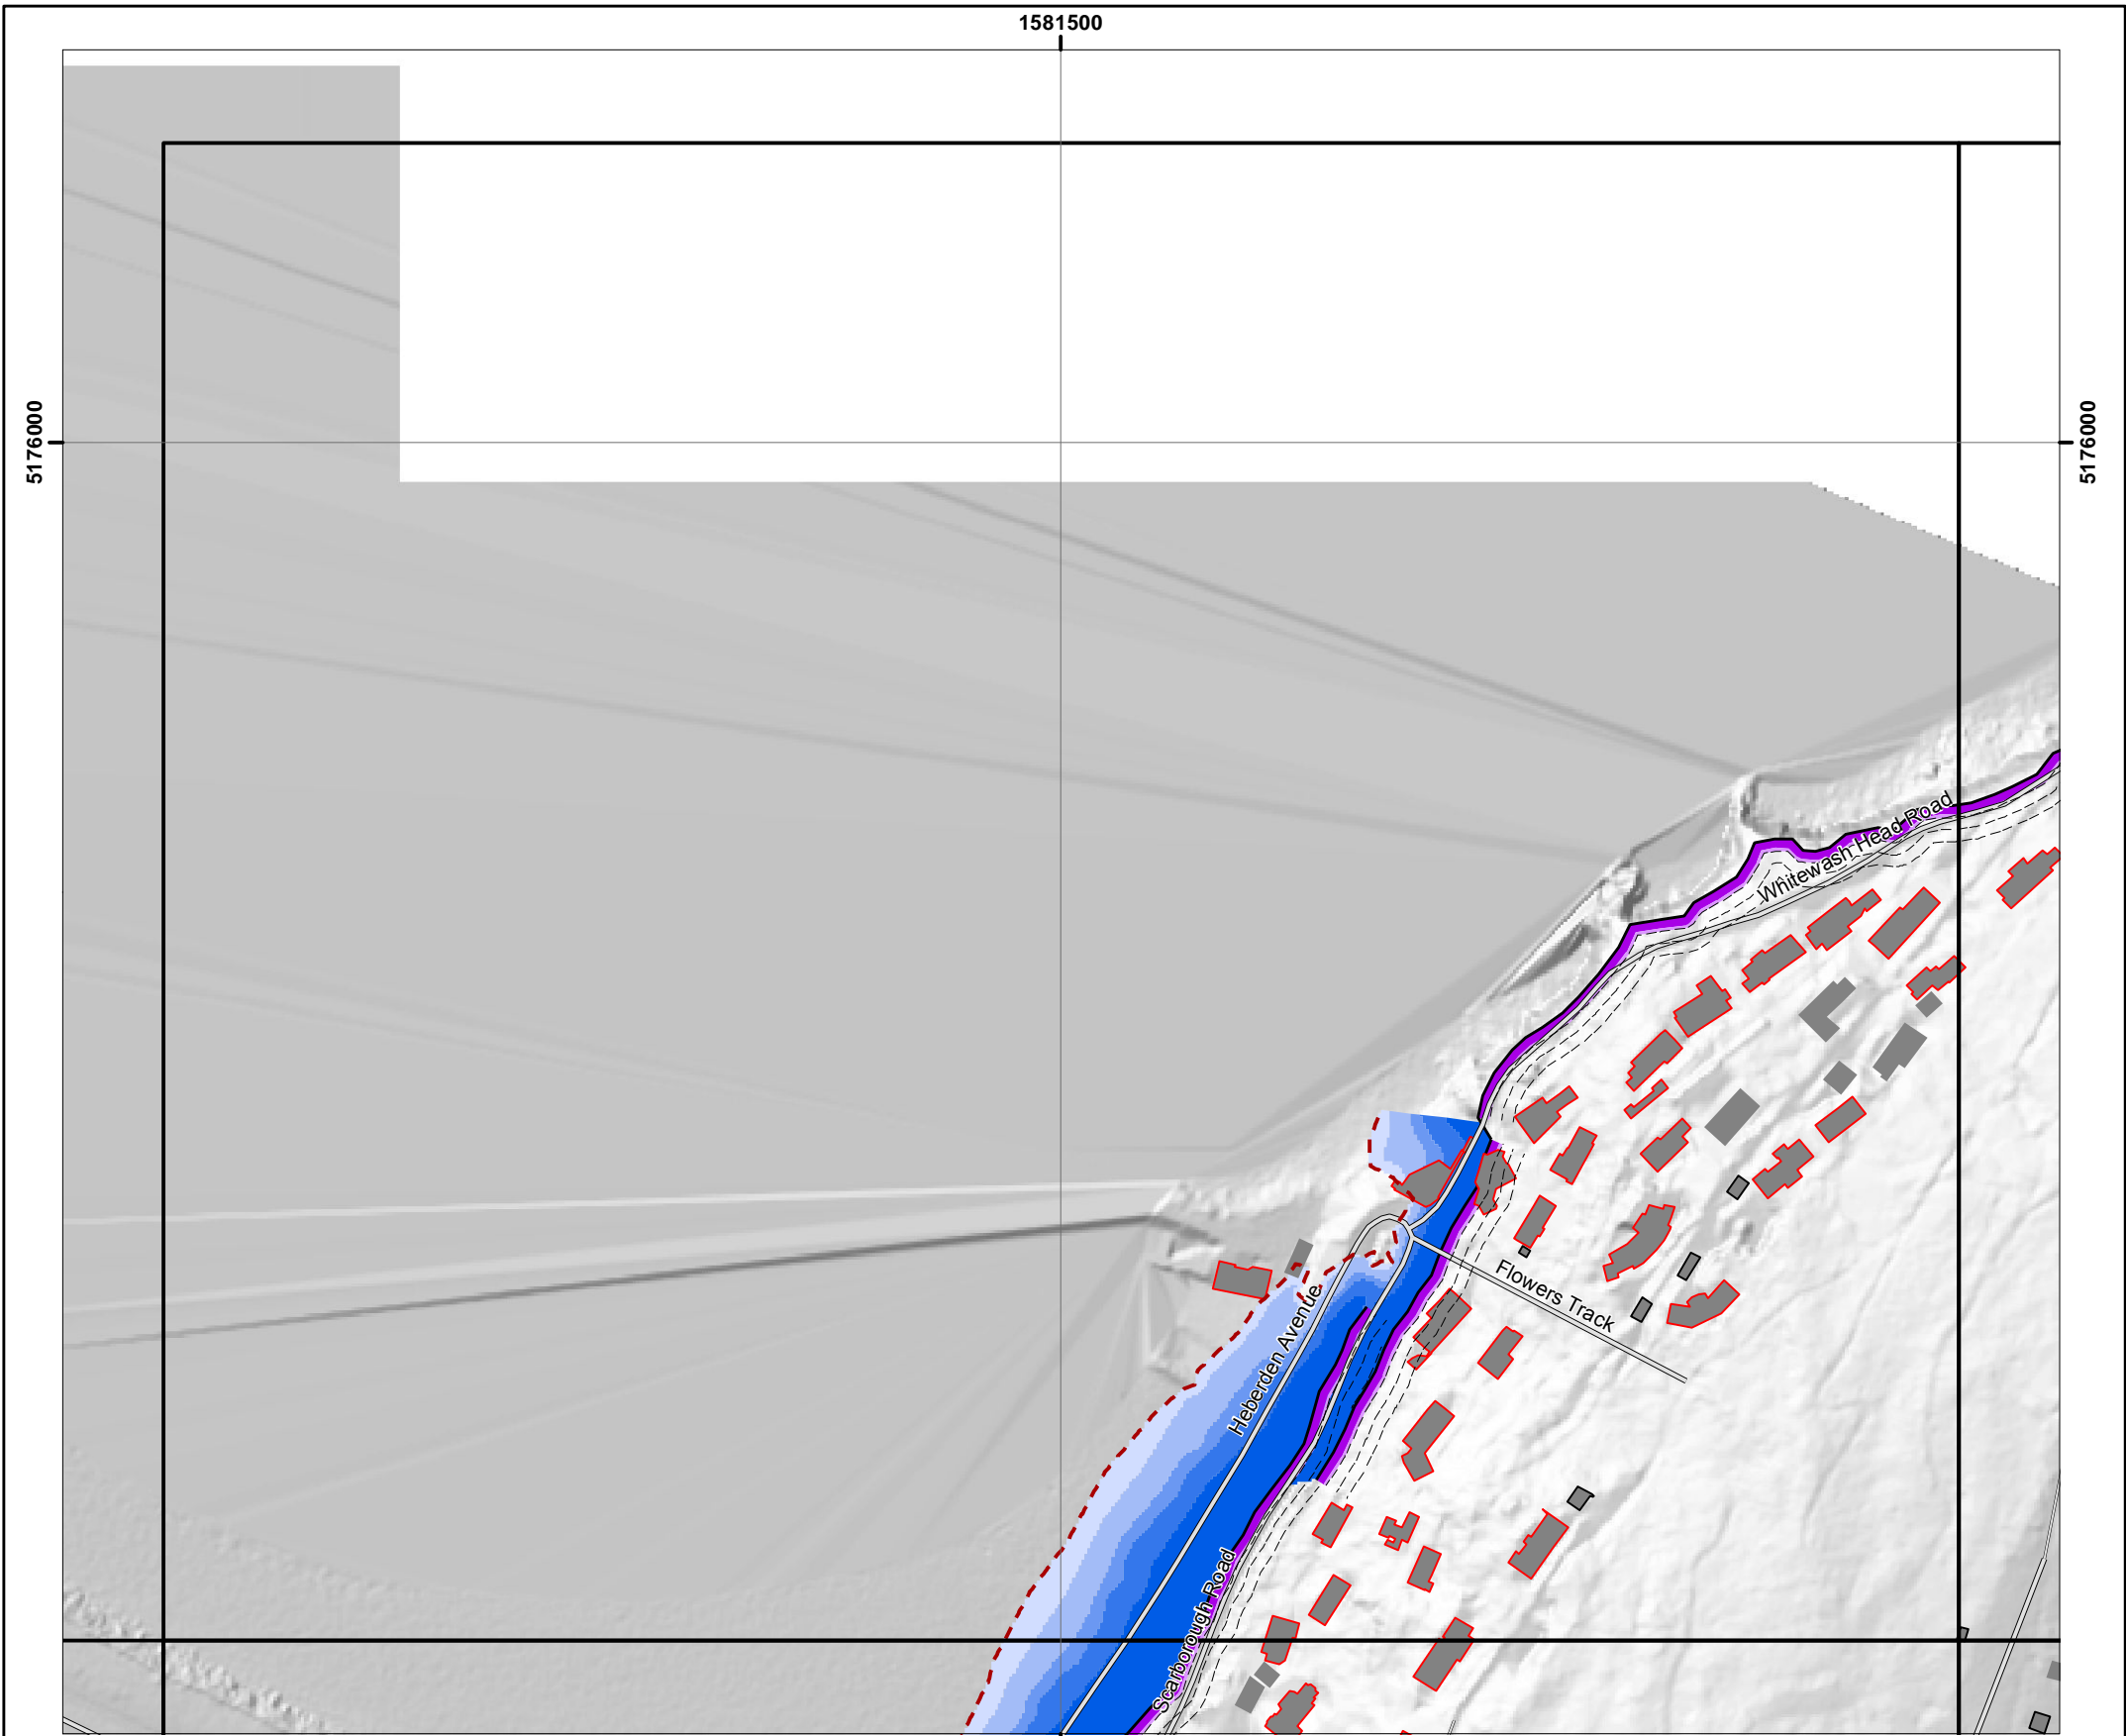 1581500
5176000
5176000
Whitewash Head Road
Flowers Track
Heberden Avenue
Scarborough Road